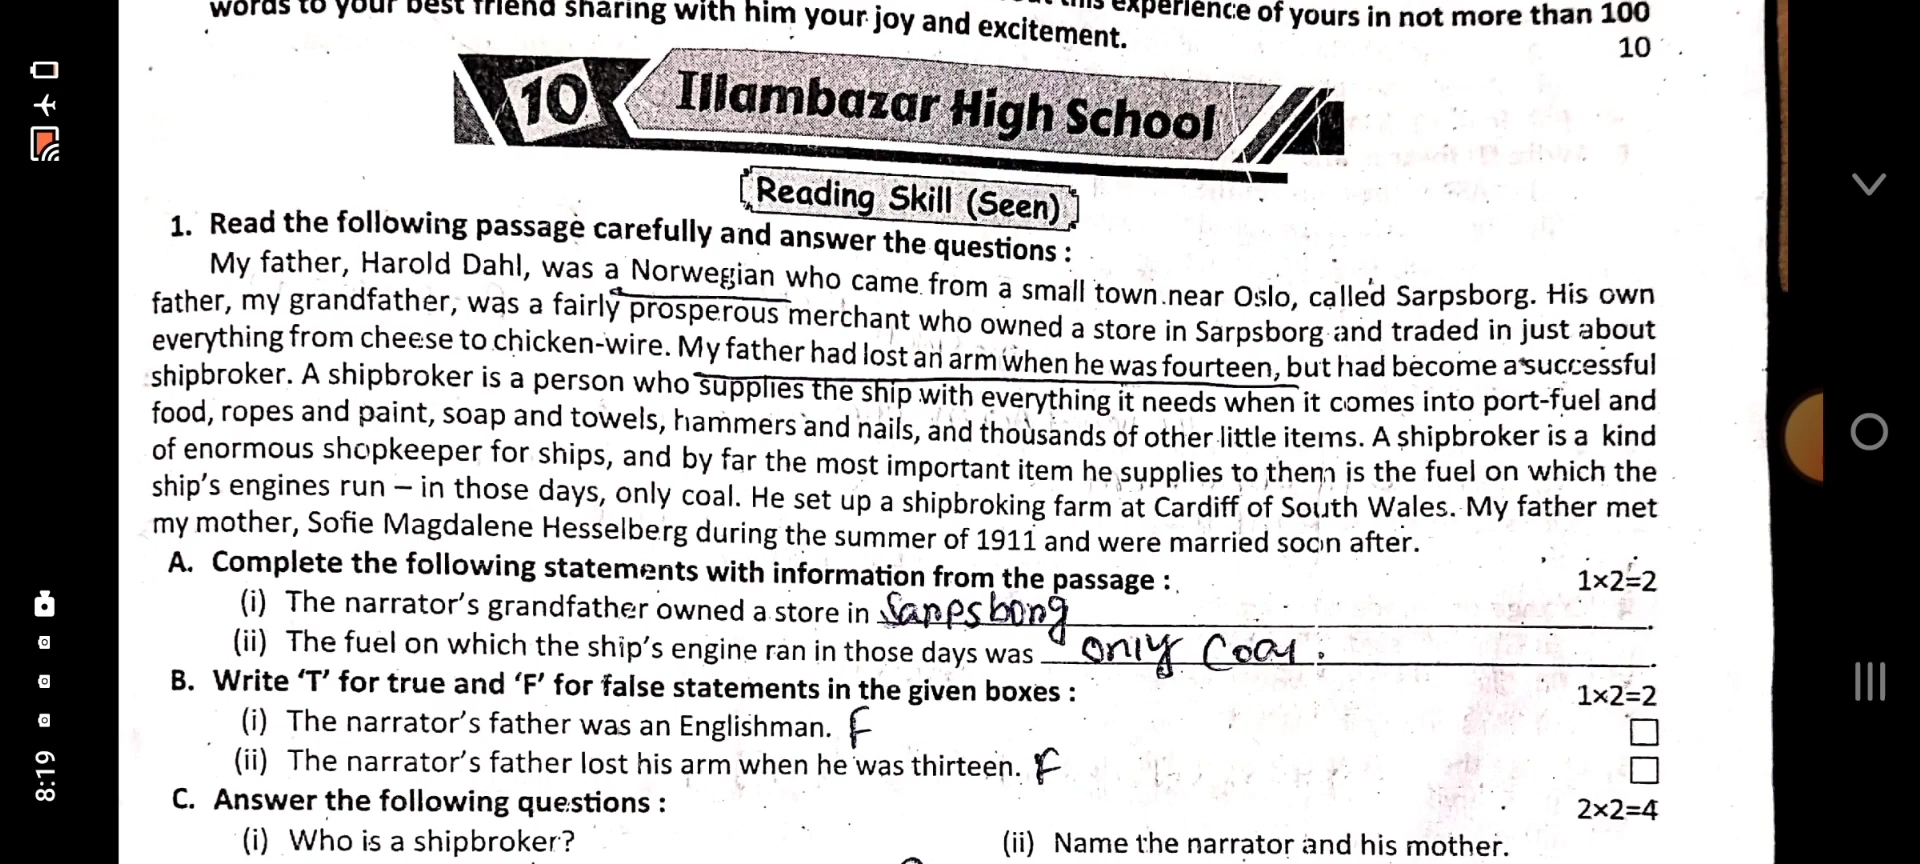 words to your best friend sharing with him your joy and excitement. experience of yours in not more than 100
10
10 Illambazar High School
Reading Skill (Seen)
1. Read the following passage carefully and answer the questions :
My father, Harold Dahl, was a Norwegian who came from a small town near Oslo, called Sarpsborg. His own
father, my grandfather, was a fairly prosperous merchant who owned a store in Sarpsborg and traded in just about
everything from cheese to chicken-wire. My father had lost an arm when he was fourteen, but had become a successful
shipbroker. A shipbroker is a person who supplies the ship with everything it needs when it comes into port-fuel and
food, ropes and paint, soap and towels, hammers and nails, and thousands of other little items. A shipbroker is a kind
of enormous shopkeeper for ships, and by far the most important item he supplies to them is the fuel on which the
ship's engines run – in those days, only coal. He set up a shipbroking farm at Cardiff of South Wales. My father met
my mother, Sofie Magdalene Hesselberg during the summer of 1911 and were married soon after.
A. Complete the following statements with information from the passage : 1×2=2
(i) The narrator's grandfather owned a store in Sarpsborg
(ii) The fuel on which the ship's engine ran in those days was only coal.
B. Write 'T' for true and 'F' for false statements in the given boxes : 1×2=2
(i) The narrator's father was an Englishman. F
(ii) The narrator's father lost his arm when he was thirteen. F
C. Answer the following questions : 2×2=4
(i) Who is a shipbroker? (ii) Name the narrator and his mother.
8:19